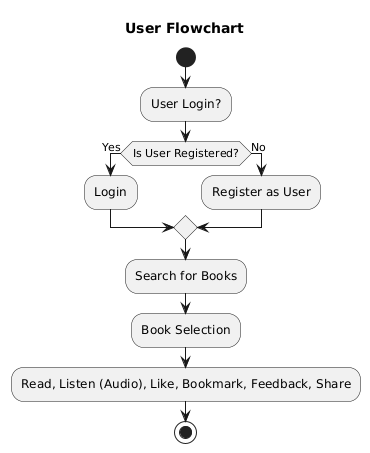 User Flowchart
User Login?
Is User Registered?
Yes
No
Login
Register as User
Search for Books
Book Selection
Read, Listen (Audio), Like, Bookmark, Feedback, Share